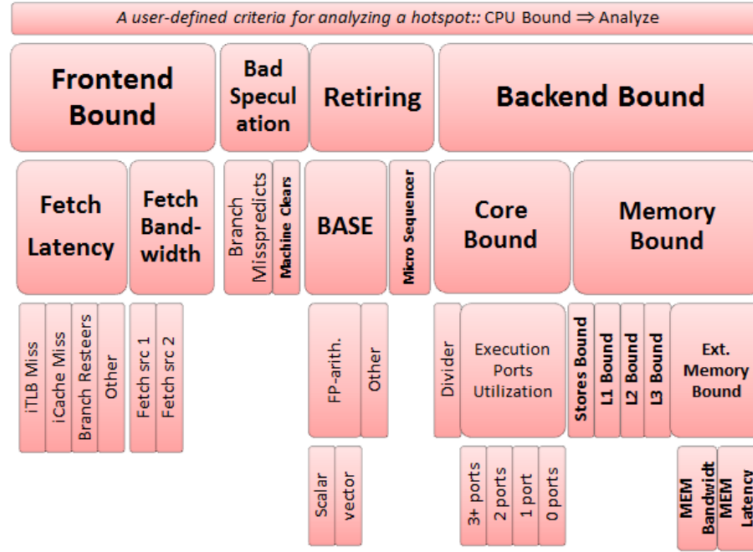 A user-defined criteria for analyzing a hotspot:: CPU Bound ⇒ Analyze
Frontend
Bound
Bad
Specul
ation
Retiring
Backend Bound
Fetch
Latency
Fetch
Band-
width
Branch
Misspredicts
Machine Clears
BASE
Micro Sequencer
Core
Bound
Memory
Bound
iTLB Miss
iCache Miss
Branch Resteers
Other
Fetch src 1
Fetch src 2
FP-arith.
Other
Divider
Execution
Ports
Utilization
Stores Bound
L1 Bound
L2 Bound
L3 Bound
Ext.
Memory
Bound
Scalar
vector
3+ ports
2 ports
1 port
0 ports
MEM
Bandwidt
MEM
Latency